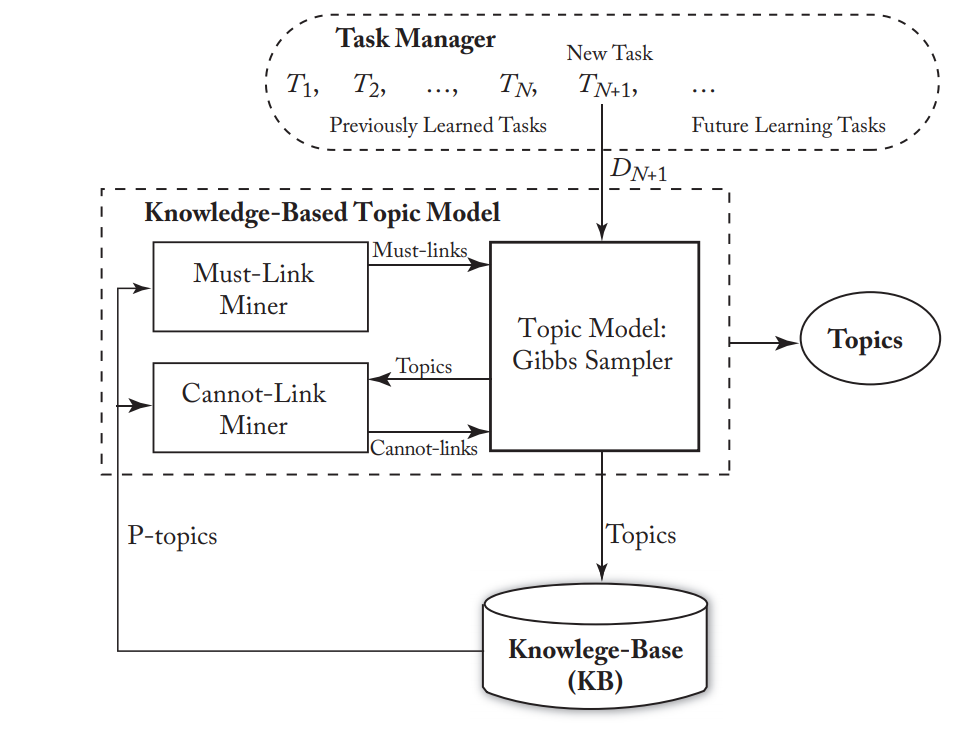 Task Manager
New Task
T1, T2, ..., TN, TN+1, ...
Previously Learned Tasks Future Learning Tasks
DN+1
Knowledge-Based Topic Model
Must-links
Must-Link
Miner
Topic Model:
Gibbs Sampler
Topics
Topics
Cannot-Link
Miner
Cannot-links
P-topics
Topics
Knowlege-Base
(KB)